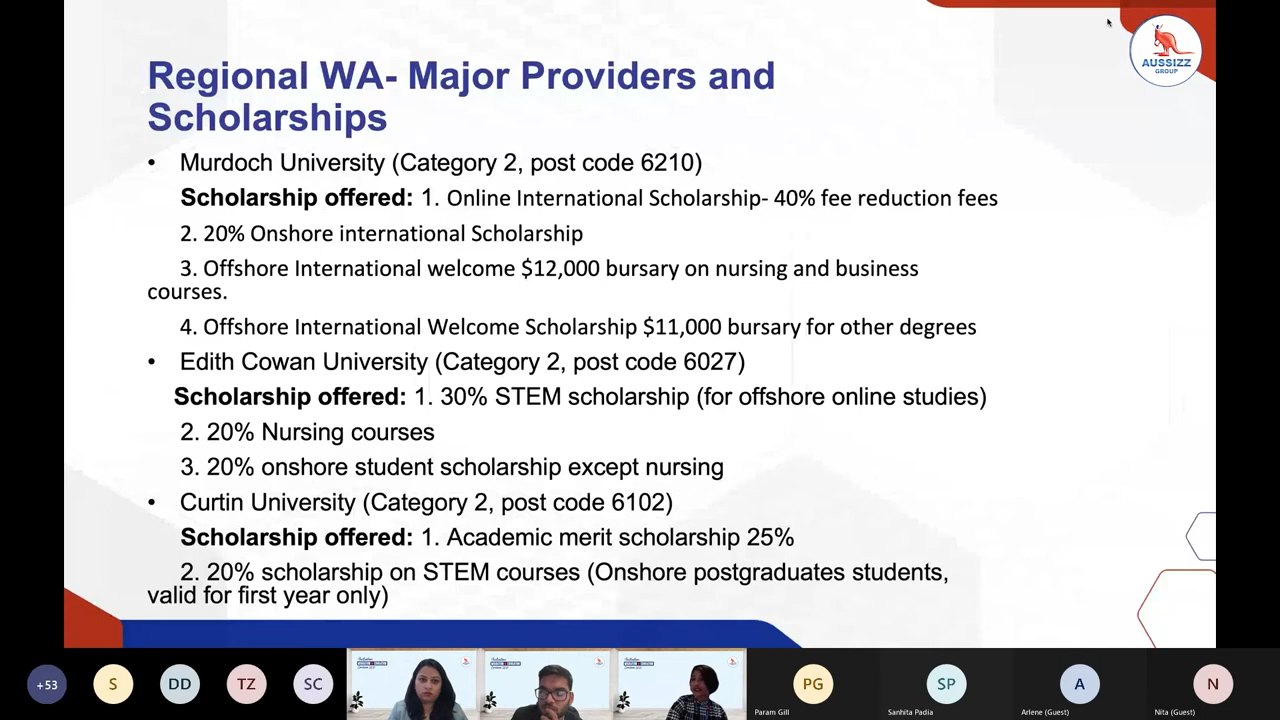 AUSSIZZ
GROUP
Regional WA- Major Providers and
Scholarships
• Murdoch University (Category 2, post code 6210)
Scholarship offered: 1. Online International Scholarship- 40% fee reduction fees
2. 20% Onshore international Scholarship
3. Offshore International welcome $12,000 bursary on nursing and business
courses.
4. Offshore International Welcome Scholarship $11,000 bursary for other degrees
• Edith Cowan University (Category 2, post code 6027)
Scholarship offered: 1. 30% STEM scholarship (for offshore online studies)
2. 20% Nursing courses
3. 20% onshore student scholarship except nursing
• Curtin University (Category 2, post code 6102)
Scholarship offered: 1. Academic merit scholarship 25%
2. 20% scholarship on STEM courses (Onshore postgraduates students,
valid for first year only)
+53 S DD TZ SC PG SP A N
Param Gill Sanhita Padia Arlene (Guest) Nita (Guest)